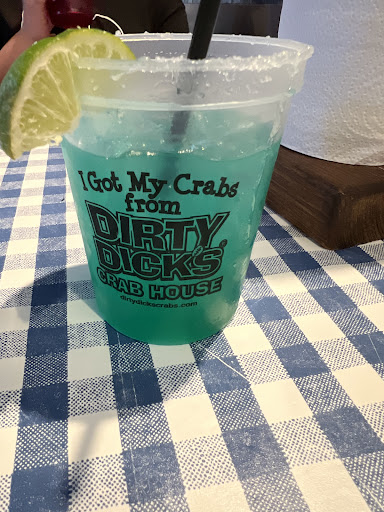 I Got My Crabs
from
DIRTY
DICK'S
CRAB HOUSE
dirtydickscrabs.com